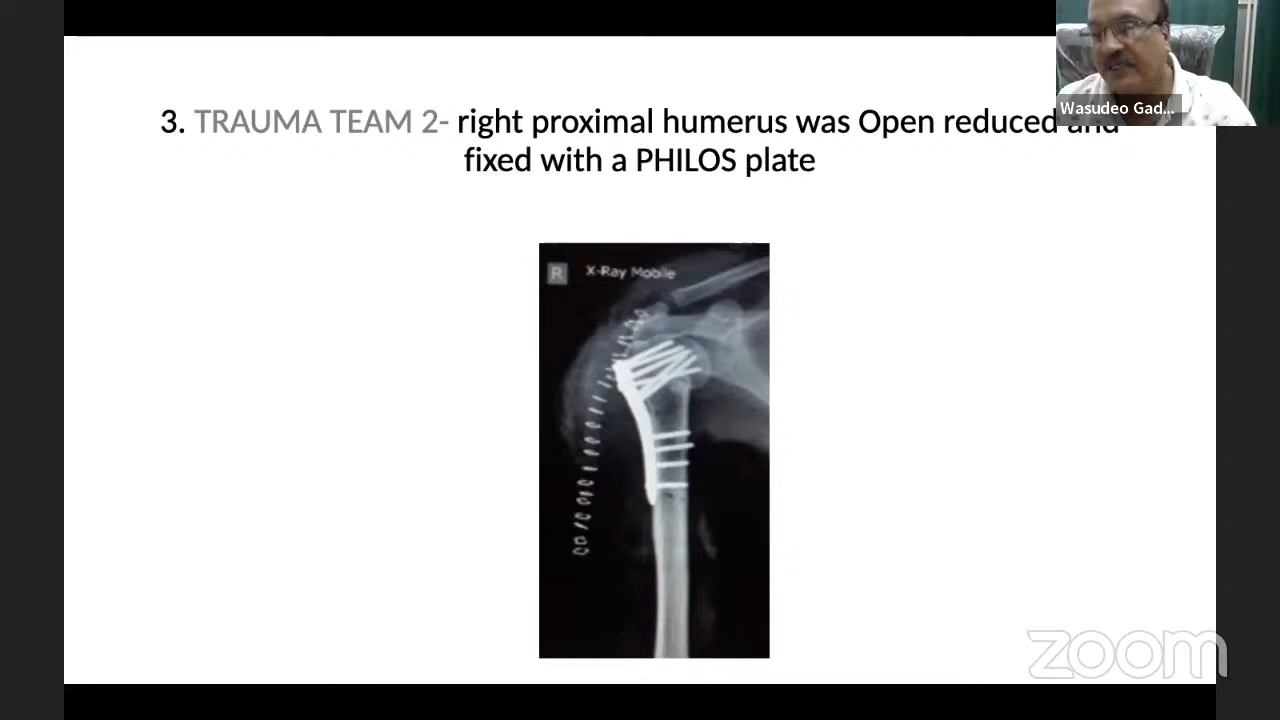 3. TRAUMA TEAM 2- right proximal humerus was Open reduced and
fixed with a PHILOS plate
Wasudeo Gad...
R
X-Ray Mobile
zoom